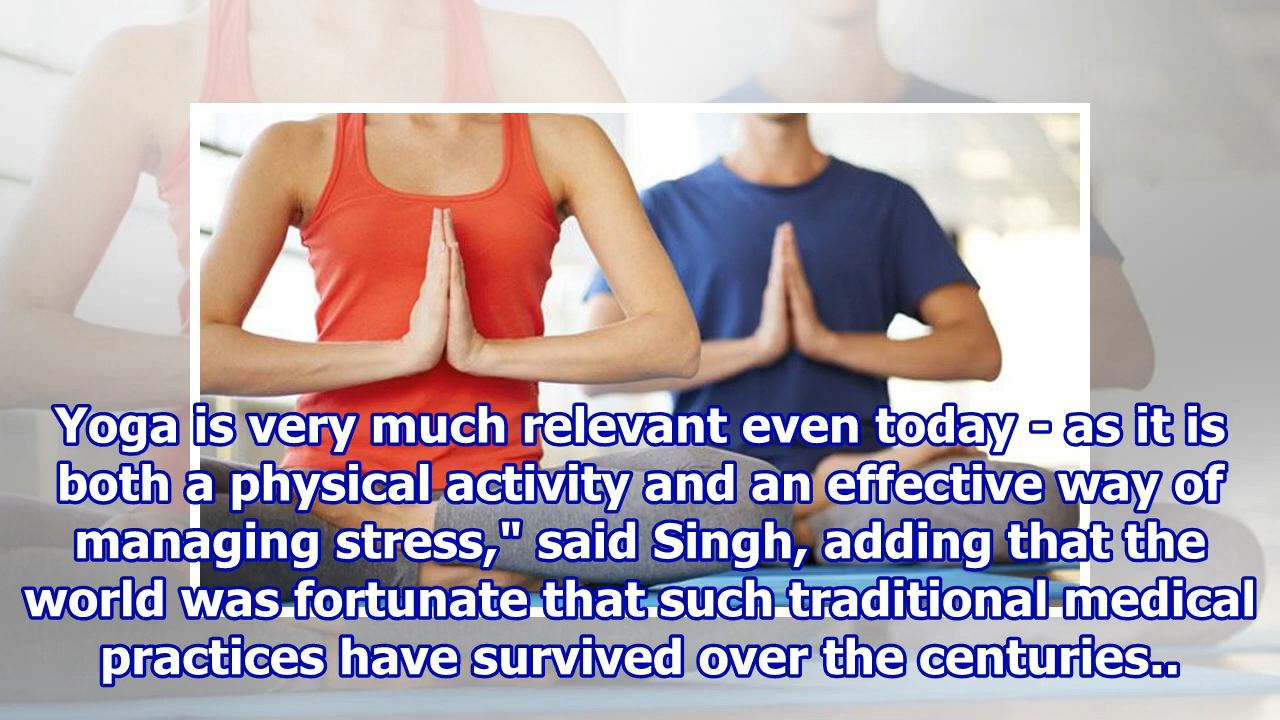 Yoga is very much relevant even today - as it is
both a physical activity and an effective way of
managing stress," said Singh, adding that the
world was fortunate that such traditional medical
practices have survived over the centuries..